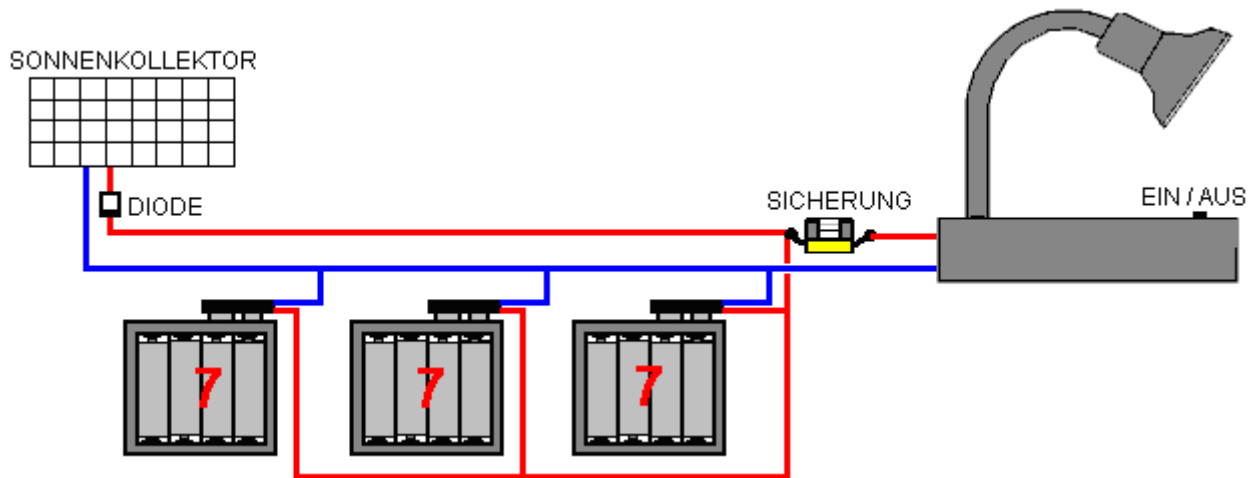 SONNENKOLLEKTOR
DIODE
SICHERUNG
EIN / AUS
7
7
7